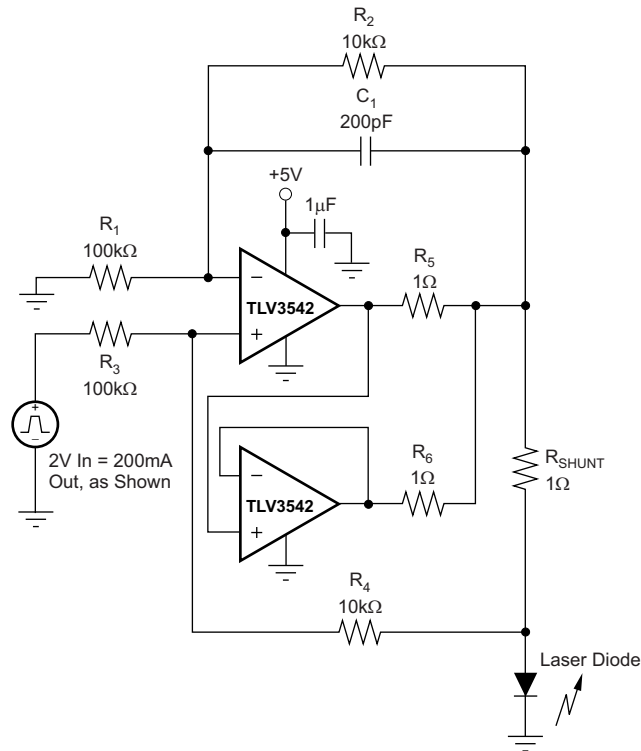 R2
10kΩ
C1
200pF
+5V
1μF
R1
100kΩ
−
TLV3542
+
R5
1Ω
R3
100kΩ
+
−
2V In = 200mA
Out, as Shown
−
TLV3542
+
R6
1Ω
RSHUNT
1Ω
R4
10kΩ
Laser Diode